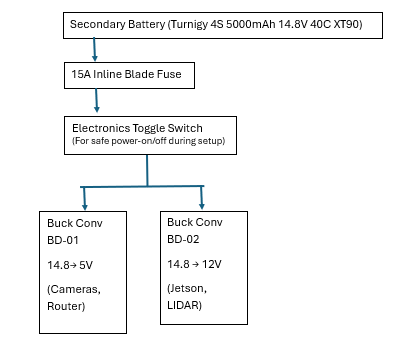 Secondary Battery (Turnigy 4S 5000mAh 14.8V 40C XT90)
15A Inline Blade Fuse
Electronics Toggle Switch
(For safe power-on/off during setup)
Buck Conv
BD-01
14.8→ 5V
(Cameras,
Router)
Buck Conv
BD-02
14.8 → 12V
(Jetson,
LIDAR)